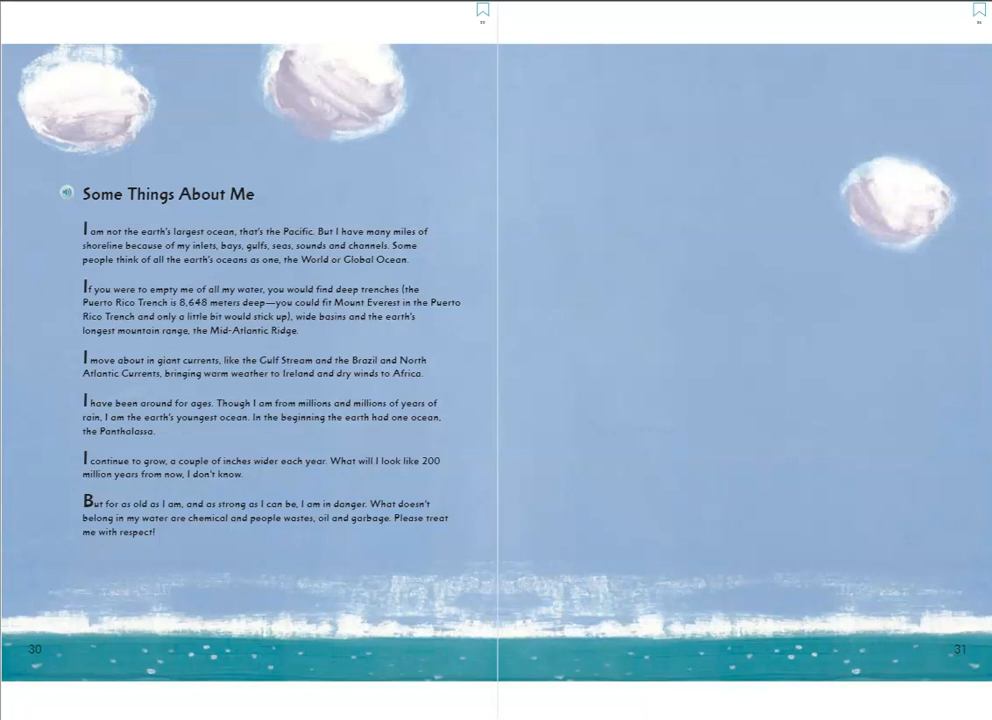 Some Things About Me
I am not the earth's largest ocean, that's the Pacific. But I have many miles of
shoreline because of my inlets, bays, gulfs, seas, sounds and channels. Some
people think of all the earth's oceans as one, the World or Global Ocean.
If you were to empty me of all my water, you would find deep trenches (the
Puerto Rico Trench is 8,648 meters deep—you could fit Mount Everest in the Puerto
Rico Trench and only a little bit would stick up), wide basins and the earth's
longest mountain range, the Mid-Atlantic Ridge.
I move about in giant currents, like the Gulf Stream and the Brazil and North
Atlantic Currents, bringing warm weather to Ireland and dry winds to Africa.
I have been around for ages. Though I am from millions and millions of years of
rain, I am the earth's youngest ocean. In the beginning the earth had one ocean,
the Panthalassa.
I continue to grow, a couple of inches wider each year. What will I look like 200
million years from now, I don't know.
But for as old as I am, and as strong as I can be, I am in danger. What doesn't
belong in my water are chemical and people wastes, oil and garbage. Please treat
me with respect!
30
31